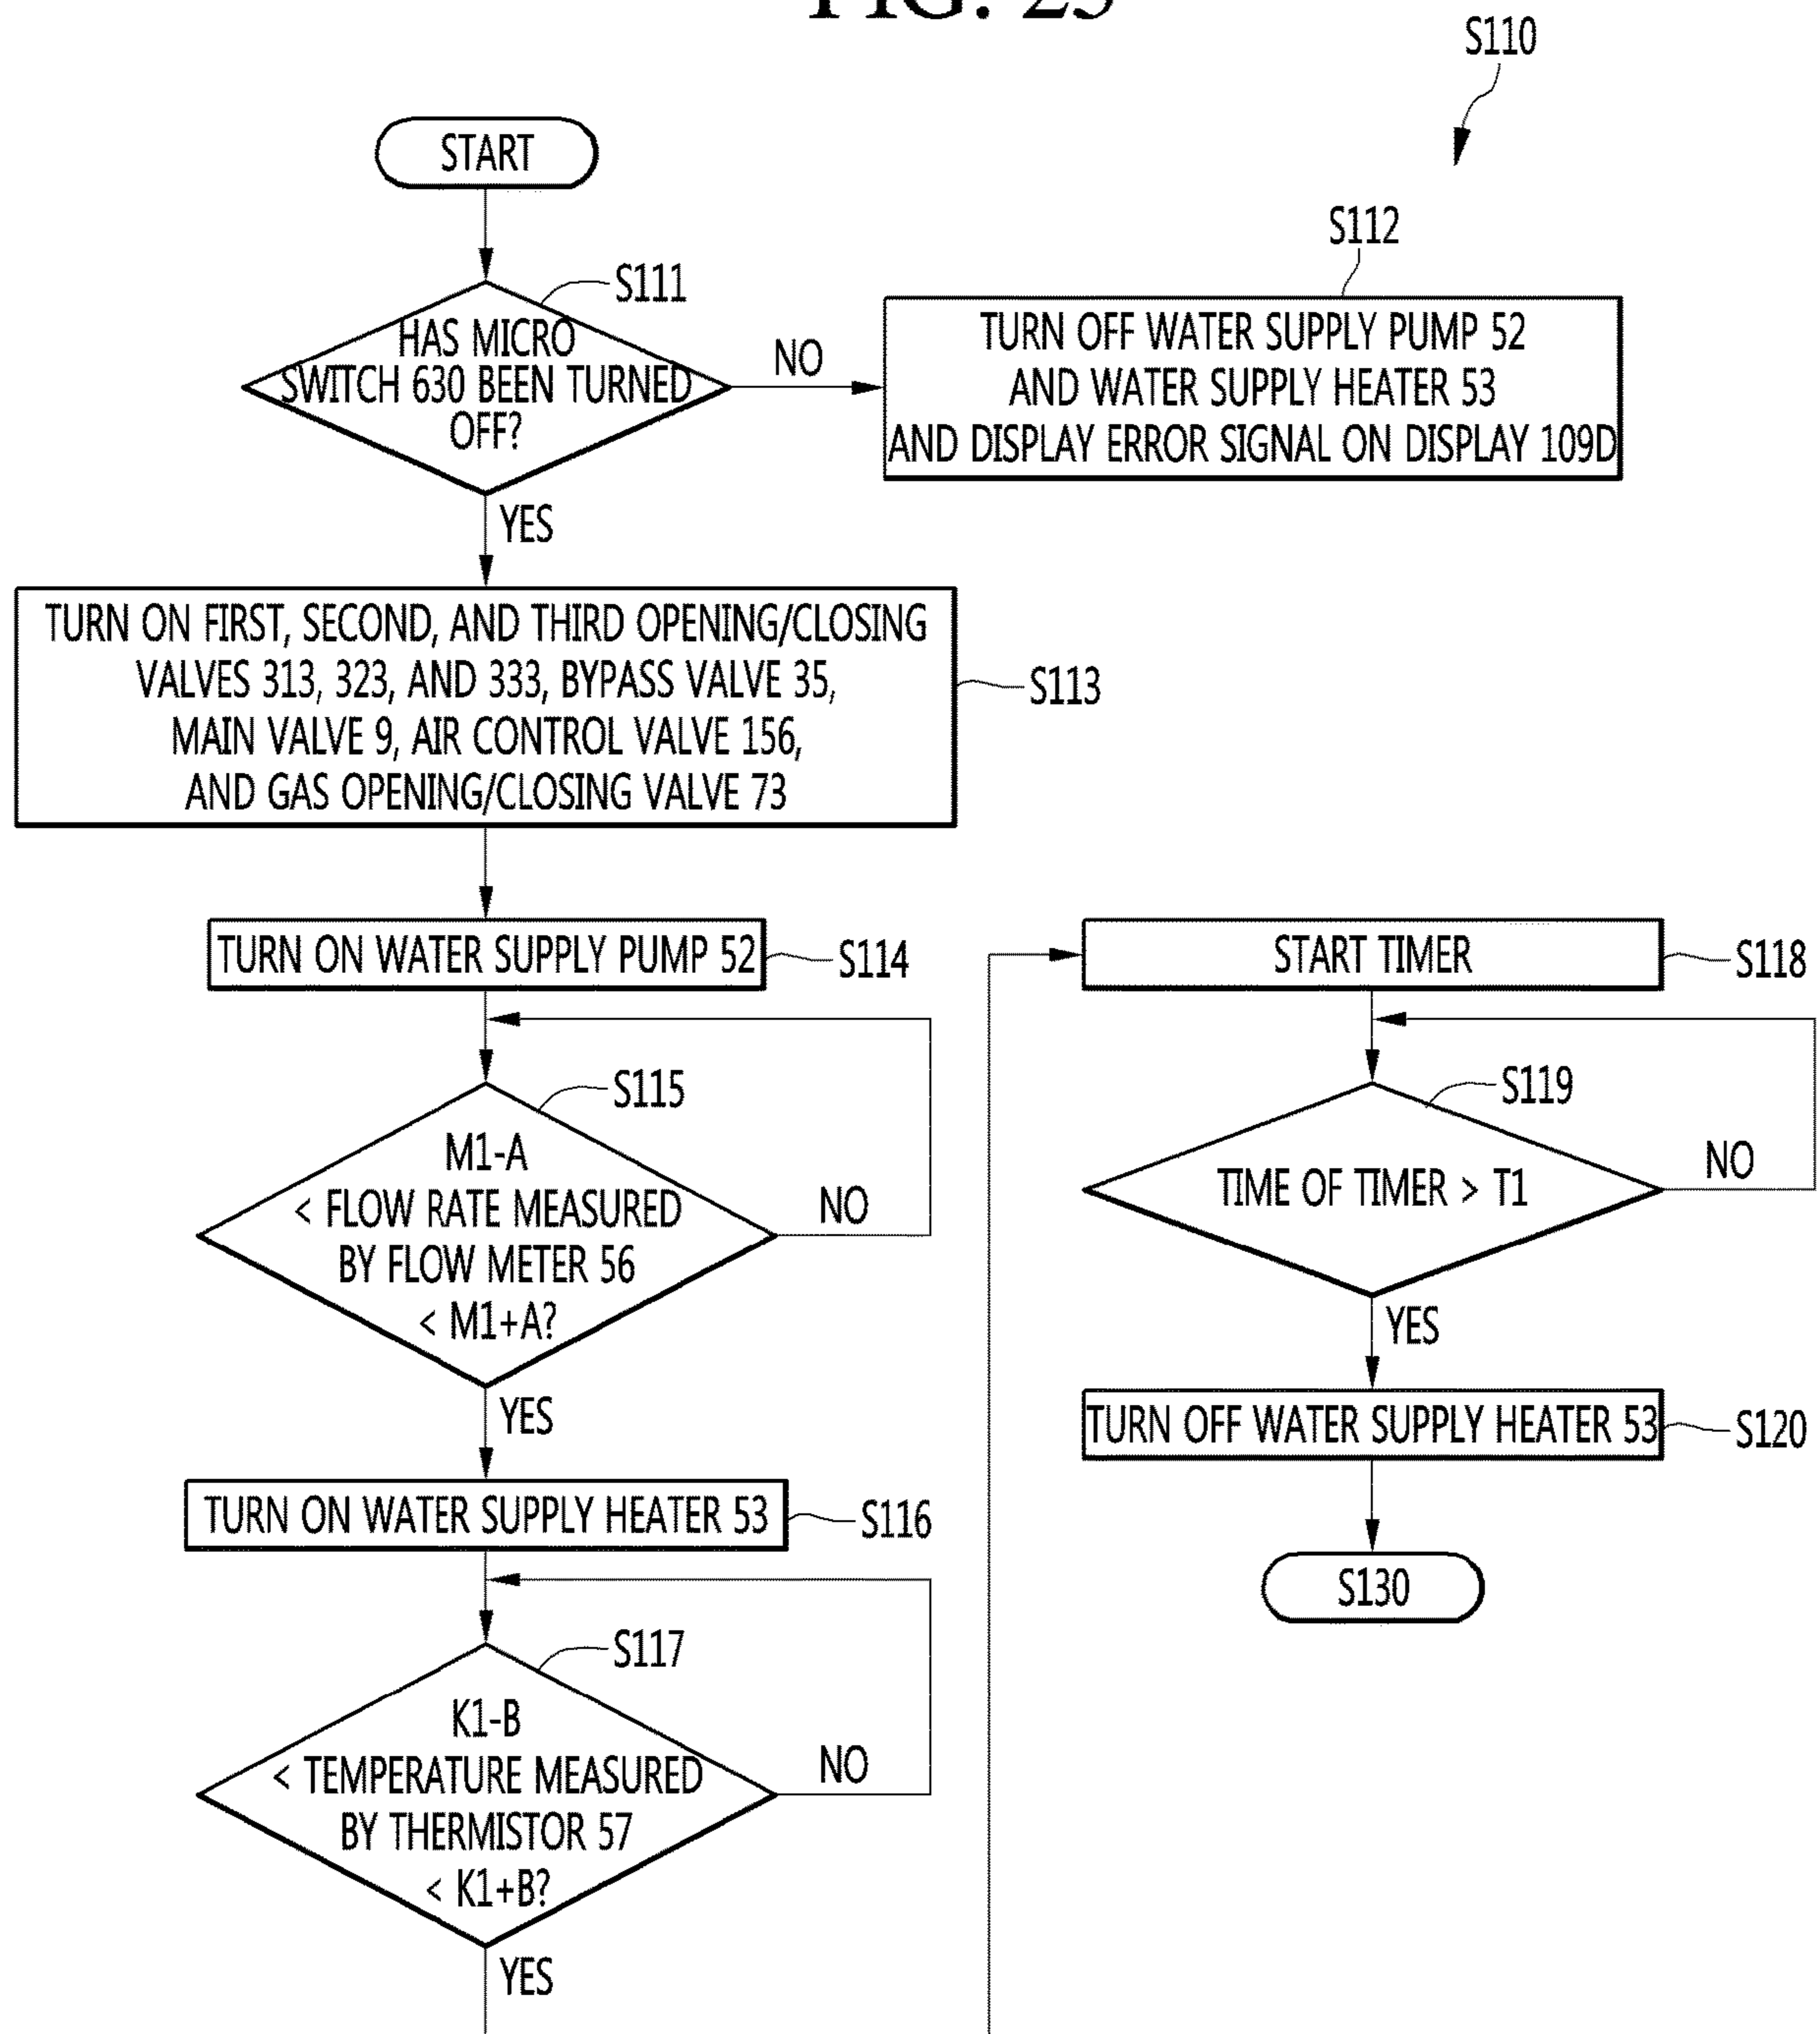 FIG. 25
S110
START
S111
HAS MICRO
SWITCH 630 BEEN TURNED
OFF?
NO
S112
TURN OFF WATER SUPPLY PUMP 52
AND WATER SUPPLY HEATER 53
AND DISPLAY ERROR SIGNAL ON DISPLAY 109D
YES
TURN ON FIRST, SECOND, AND THIRD OPENING/CLOSING
VALVES 313, 323, AND 333, BYPASS VALVE 35,
MAIN VALVE 9, AIR CONTROL VALVE 156,
AND GAS OPENING/CLOSING VALVE 73
S113
TURN ON WATER SUPPLY PUMP 52
S114
S115
M1-A
< FLOW RATE MEASURED
BY FLOW METER 56
< M1+A?
NO
YES
TURN ON WATER SUPPLY HEATER 53
S116
S117
K1-B
< TEMPERATURE MEASURED
BY THERMISTOR 57
< K1+B?
NO
YES
START TIMER
S118
S119
TIME OF TIMER > T1
NO
YES
TURN OFF WATER SUPPLY HEATER 53
S120
S130